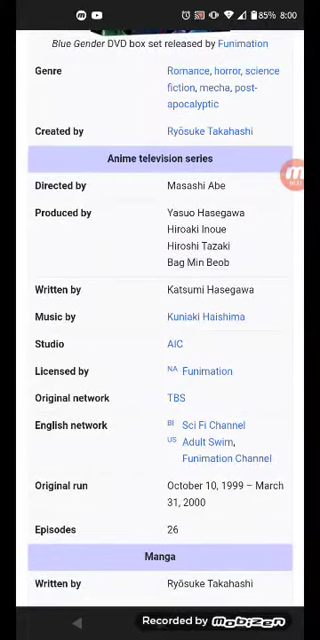 85% 8:00
Blue Gender DVD box set released by Funimation
Genre
Romance, horror, science
fiction, mecha, post-
apocalyptic
Created by
Ryōsuke Takahashi
Anime television series
00:37
Directed by
Masashi Abe
Produced by
Yasuo Hasegawa
Hiroaki Inoue
Hiroshi Tazaki
Bag Min Beob
Written by
Katsumi Hasegawa
Music by
Kuniaki Haishima
Studio
AIC
Licensed by
NA Funimation
Original network
TBS
English network
BI Sci Fi Channel
US Adult Swim,
Funimation Channel
Original run
October 10, 1999 – March
31, 2000
Episodes
26
Manga
Written by
Ryōsuke Takahashi
Recorded by mobizen